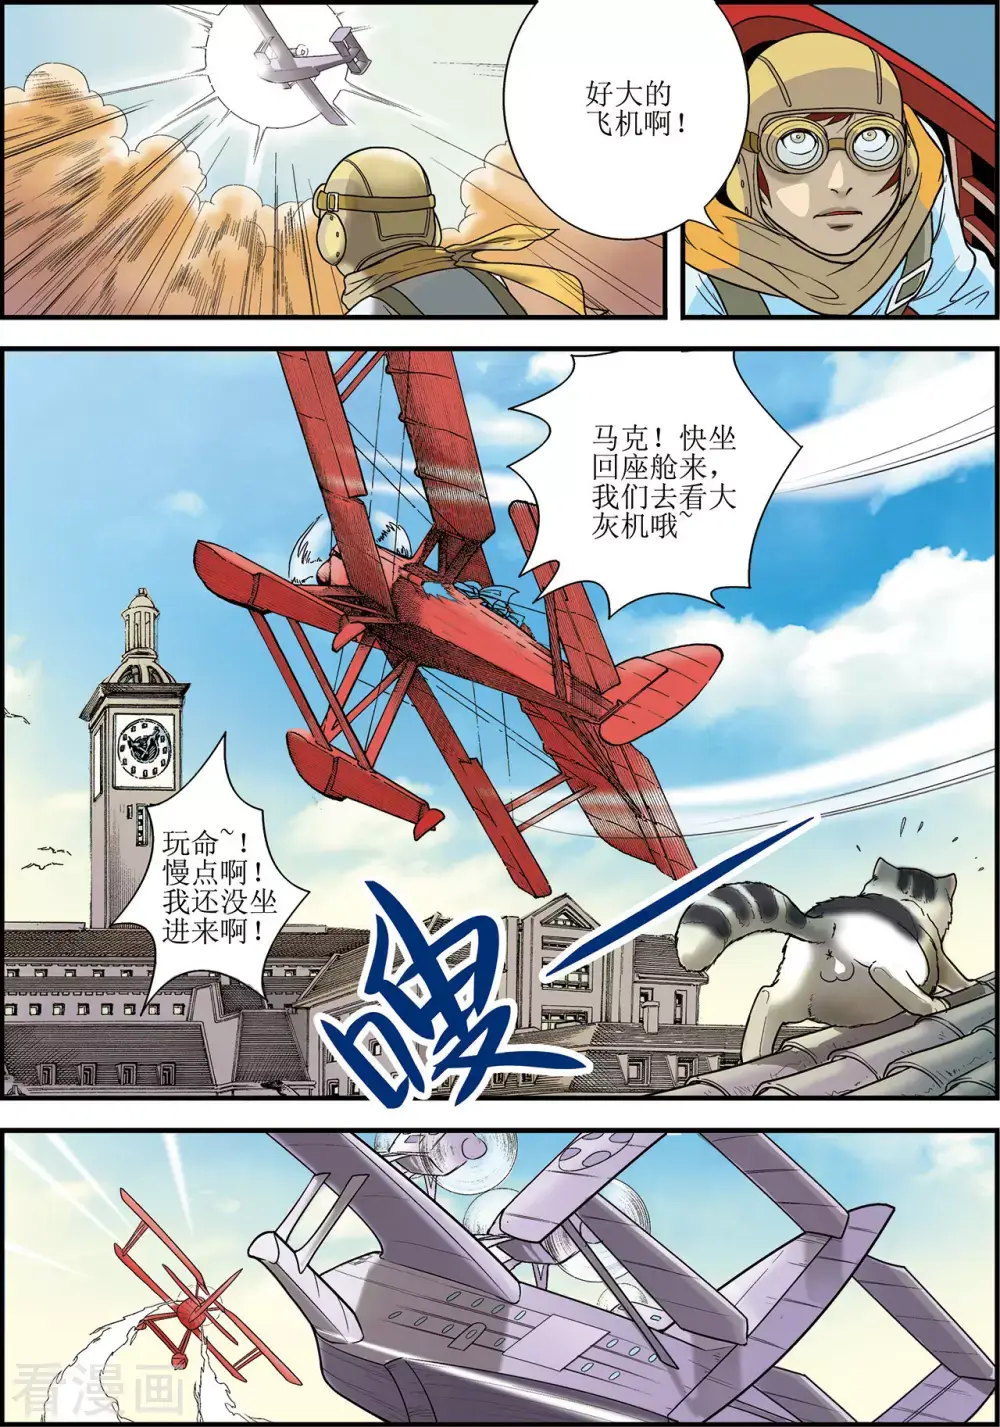 好大的
飞机啊！
马克！快坐
回座舱来，
我们去看大
灰机哦~
玩命~！
慢点啊！
我还没坐
进来啊！
嗖
看漫画